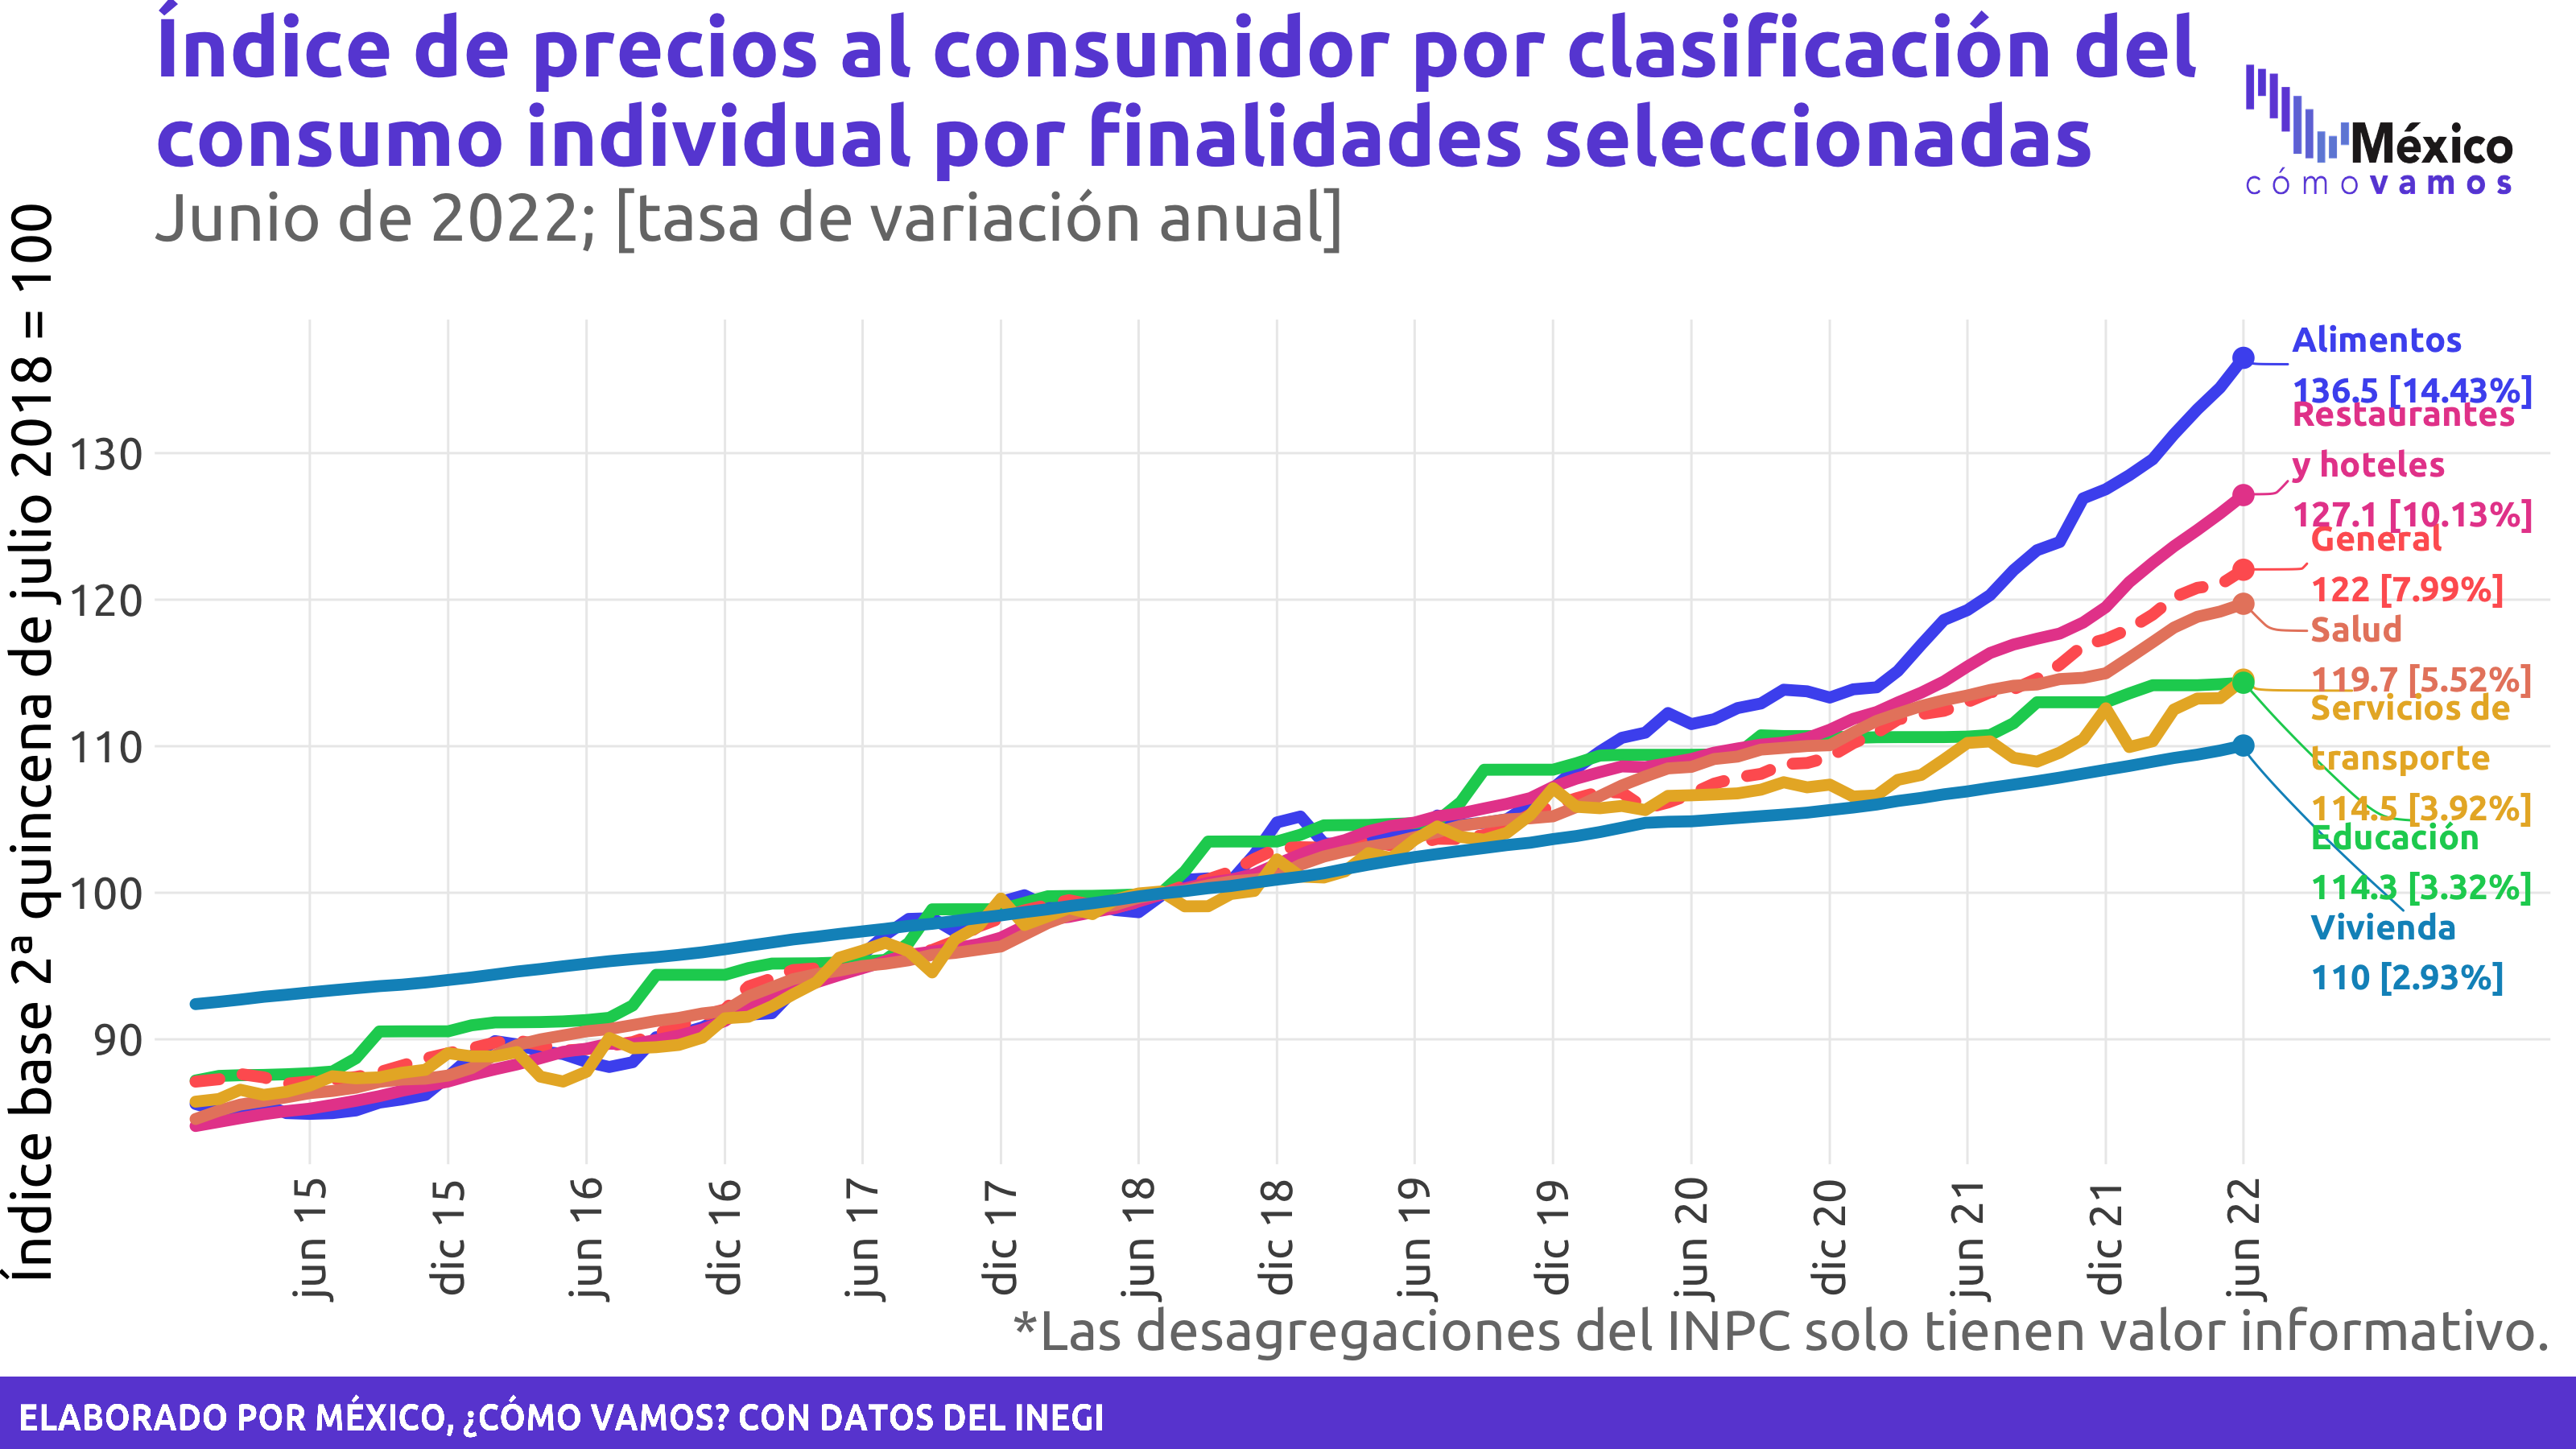 Índice de precios al consumidor por clasificación del
consumo individual por finalidades seleccionadas
Junio de 2022; [tasa de variación anual]
México
cómo vamos
Índice base 2ª quincena de julio 2018 = 100
130
120
110
100
90
Alimentos
136.5 [14.43%]
Restaurantes
y hoteles
127.1 [10.13%]
General
122 [7.99%]
Salud
119.7 [5.52%]
Servicios de
transporte
114.5 [3.92%]
Educación
114.3 [3.32%]
Vivienda
110 [2.93%]
jun 15
dic 15
jun 16
dic 16
jun 17
dic 17
jun 18
dic 18
jun 19
dic 19
jun 20
dic 20
jun 21
dic 21
jun 22
*Las desagregaciones del INPC solo tienen valor informativo.
ELABORADO POR MÉXICO, ¿CÓMO VAMOS? CON DATOS DEL INEGI